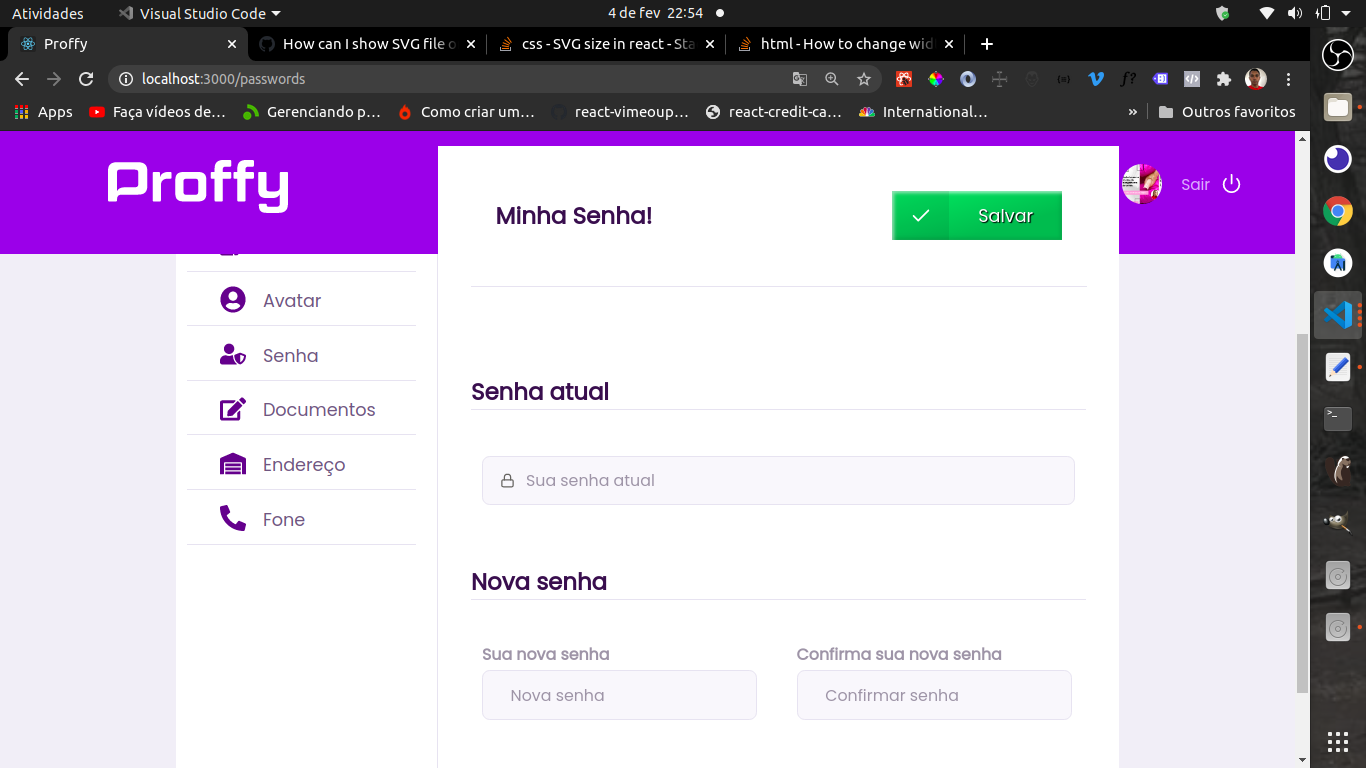 Atividades
Visual Studio Code
4 de fev 22:54
Proffy
How can I show SVG file o
css - SVG size in react - Sta
html - How to change wid
localhost:3000/passwords
Apps
Faça vídeos de…
Gerenciando p…
Como criar um…
react-vimeoup…
react-credit-ca…
International…
»
Outros favoritos
Proffy
Minha Senha!
Salvar
Sair
Avatar
Senha
Documentos
Endereço
Fone
Senha atual
Sua senha atual
Nova senha
Sua nova senha
Confirma sua nova senha
Nova senha
Confirmar senha